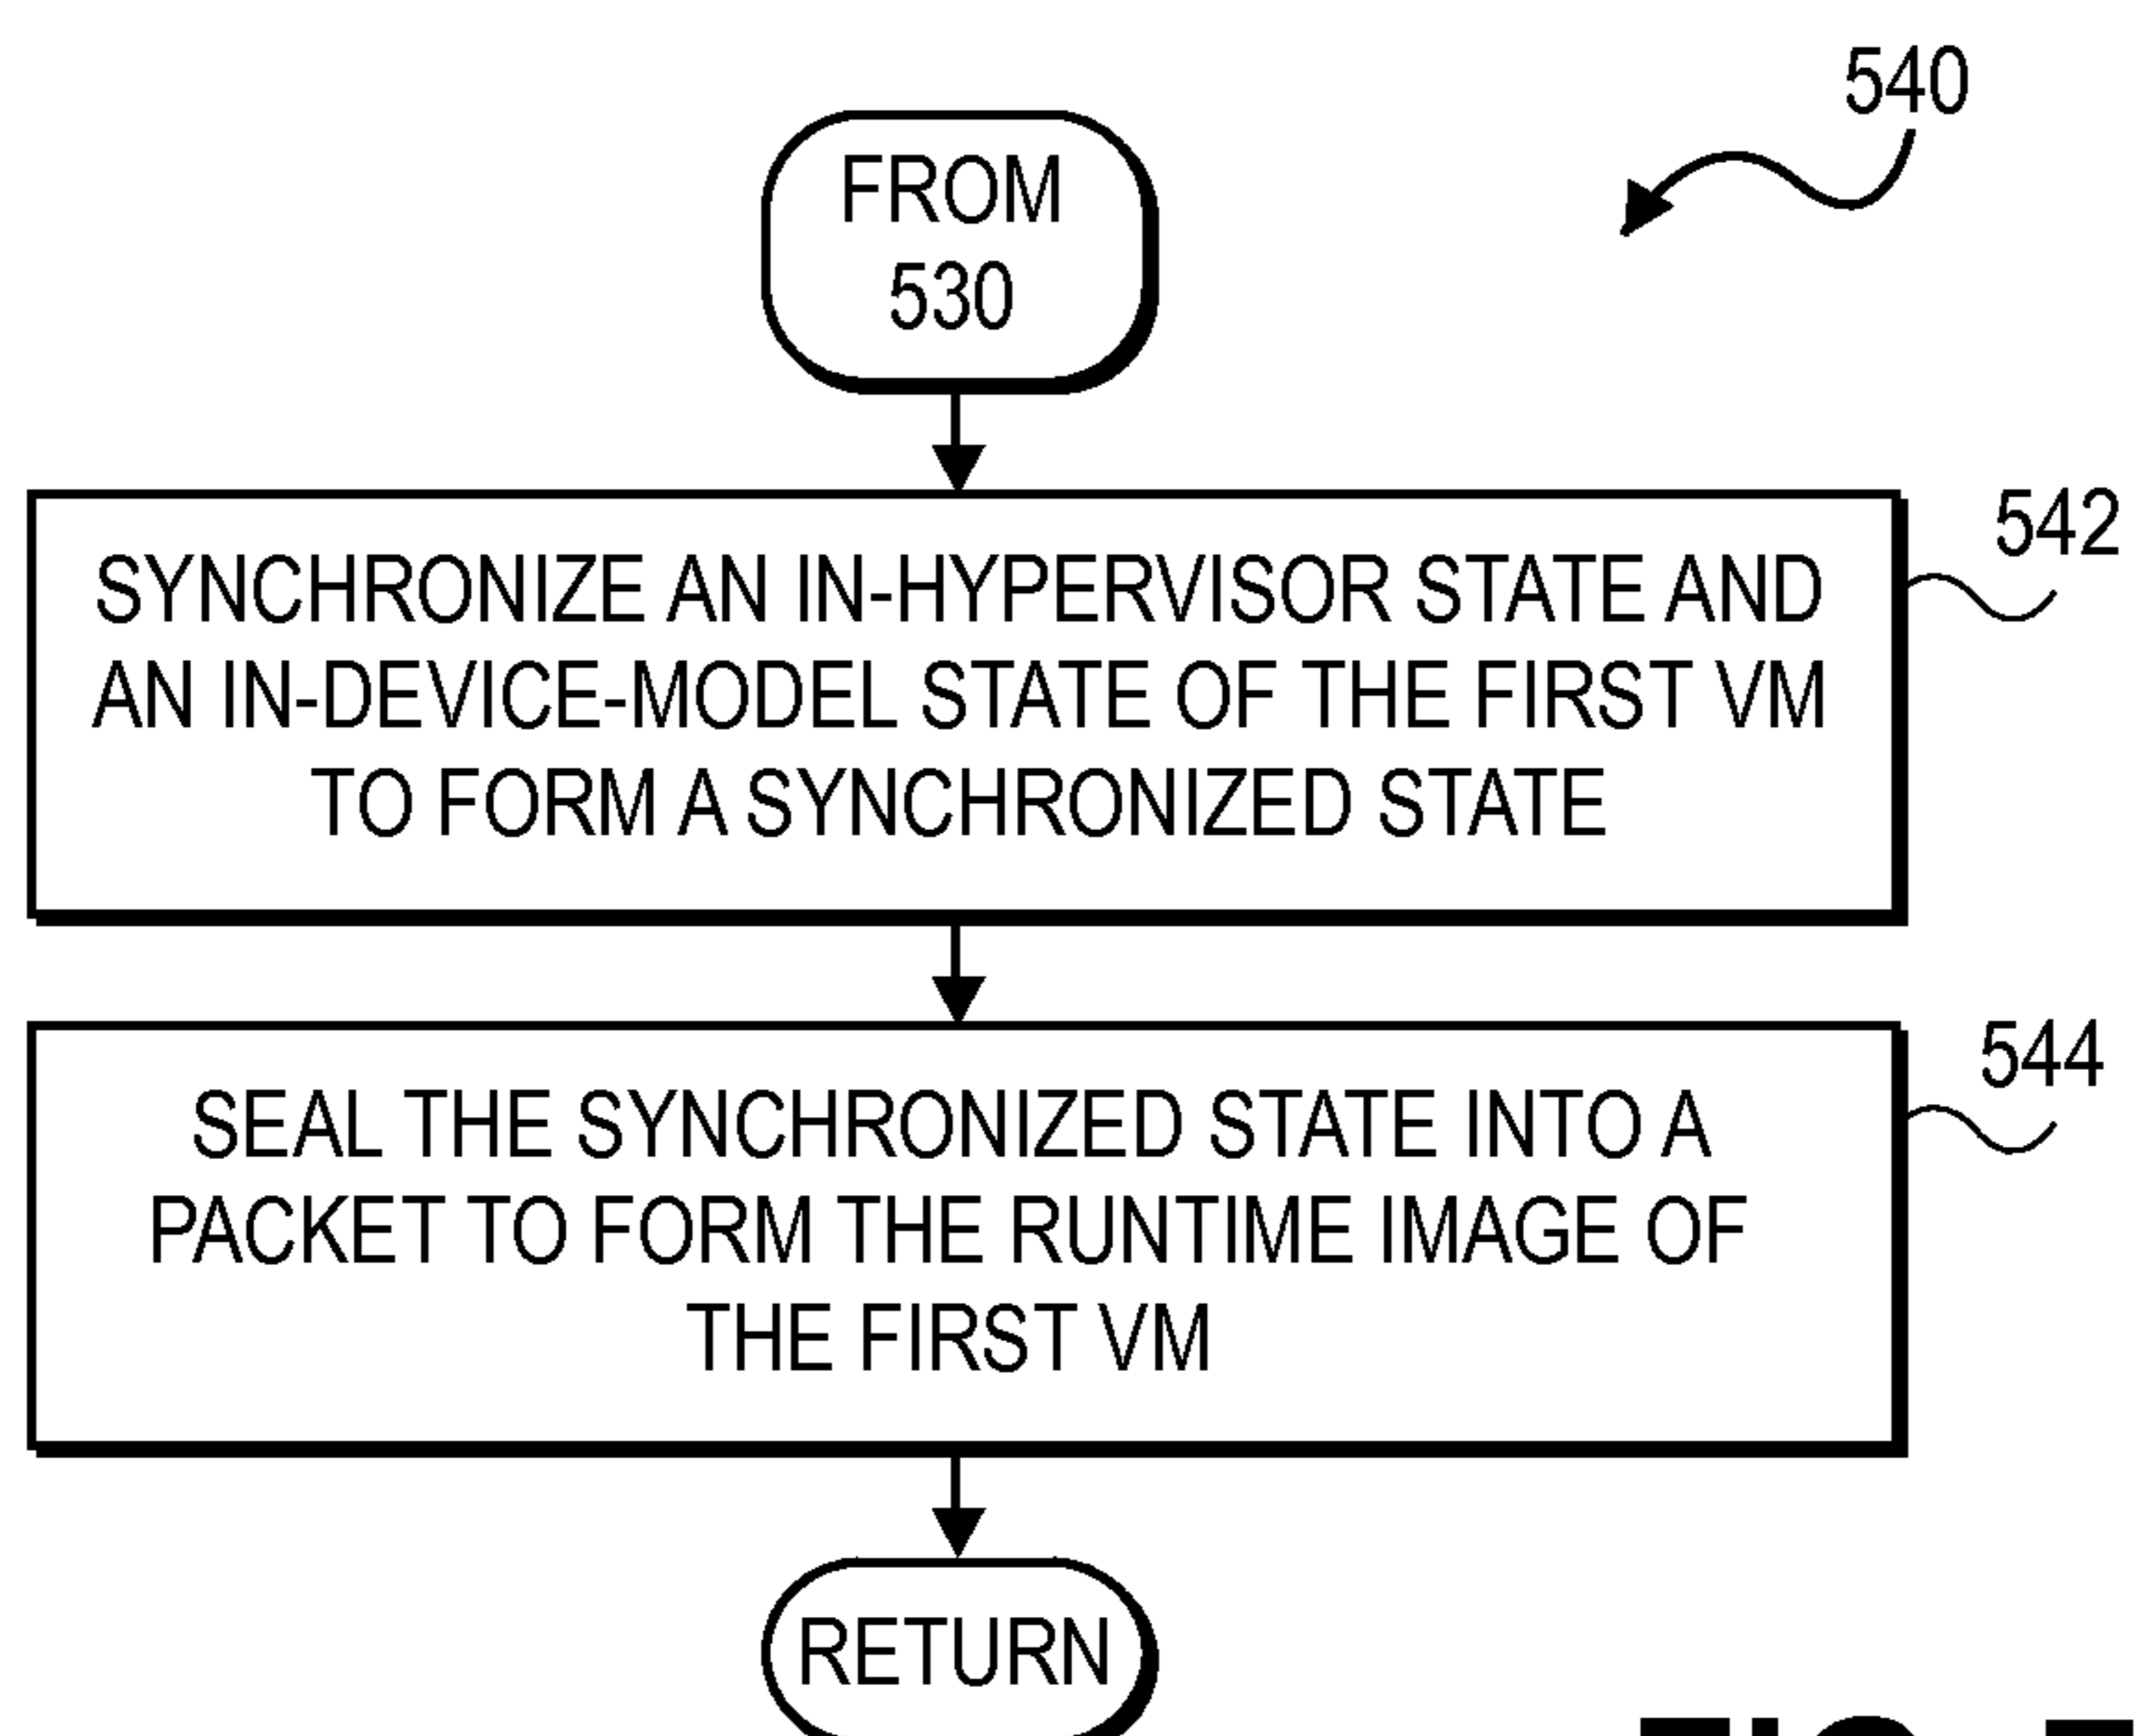 540
FROM
530
542
SYNCHRONIZE AN IN-HYPERVISOR STATE AND
AN IN-DEVICE-MODEL STATE OF THE FIRST VM
TO FORM A SYNCHRONIZED STATE
544
SEAL THE SYNCHRONIZED STATE INTO A
PACKET TO FORM THE RUNTIME IMAGE OF
THE FIRST VM
RETURN